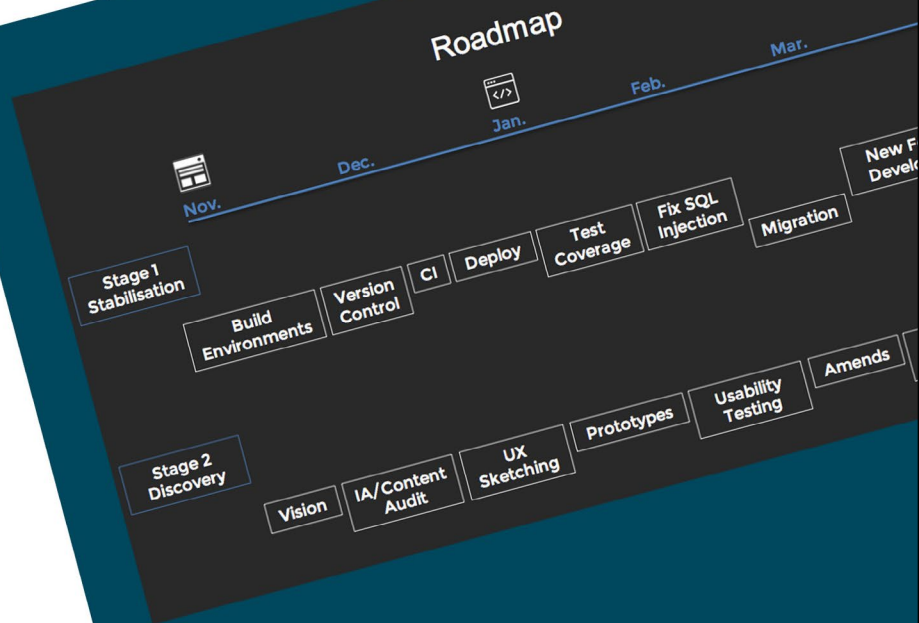 Roadmap
Nov.
Dec.
Jan.
Feb.
Mar.
Stage 1
Stabilisation
Build
Environments
Version
Control
CI
Deploy
Test
Coverage
Fix SQL
Injection
Migration
New
Stage 2
Discovery
Vision
IA/Content
Audit
UX
Sketching
Prototypes
Usability
Testing
Amends